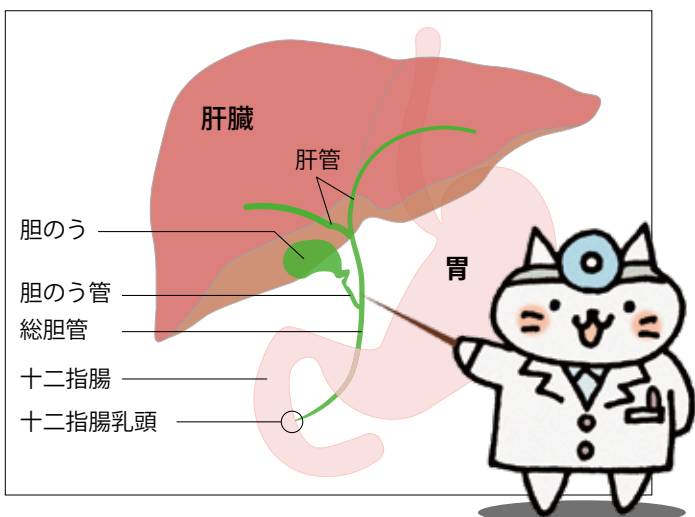 肝臓
肝管
胆のう
胃
胆のう管
総胆管
十二指腸
十二指腸乳頭